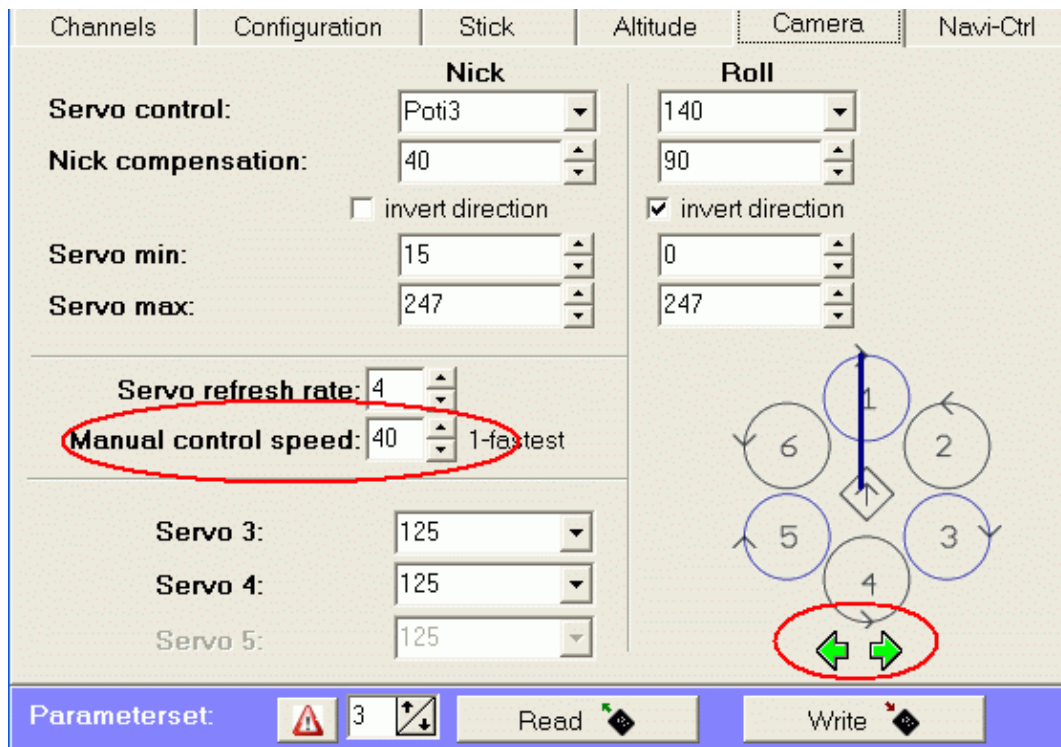 Channels Configuration Stick Altitude Camera Navi-Ctrl
Nick Roll
Servo control: Poti3 140
Nick compensation: 40 90
invert direction invert direction
Servo min: 15 0
Servo max: 247 247
Servo refresh rate: 4
Manual control speed: 40 1-fastest
1
6 2
5 3
4
Servo 3: 125
Servo 4: 125
Servo 5: 125
Parameterset: 3 Read Write